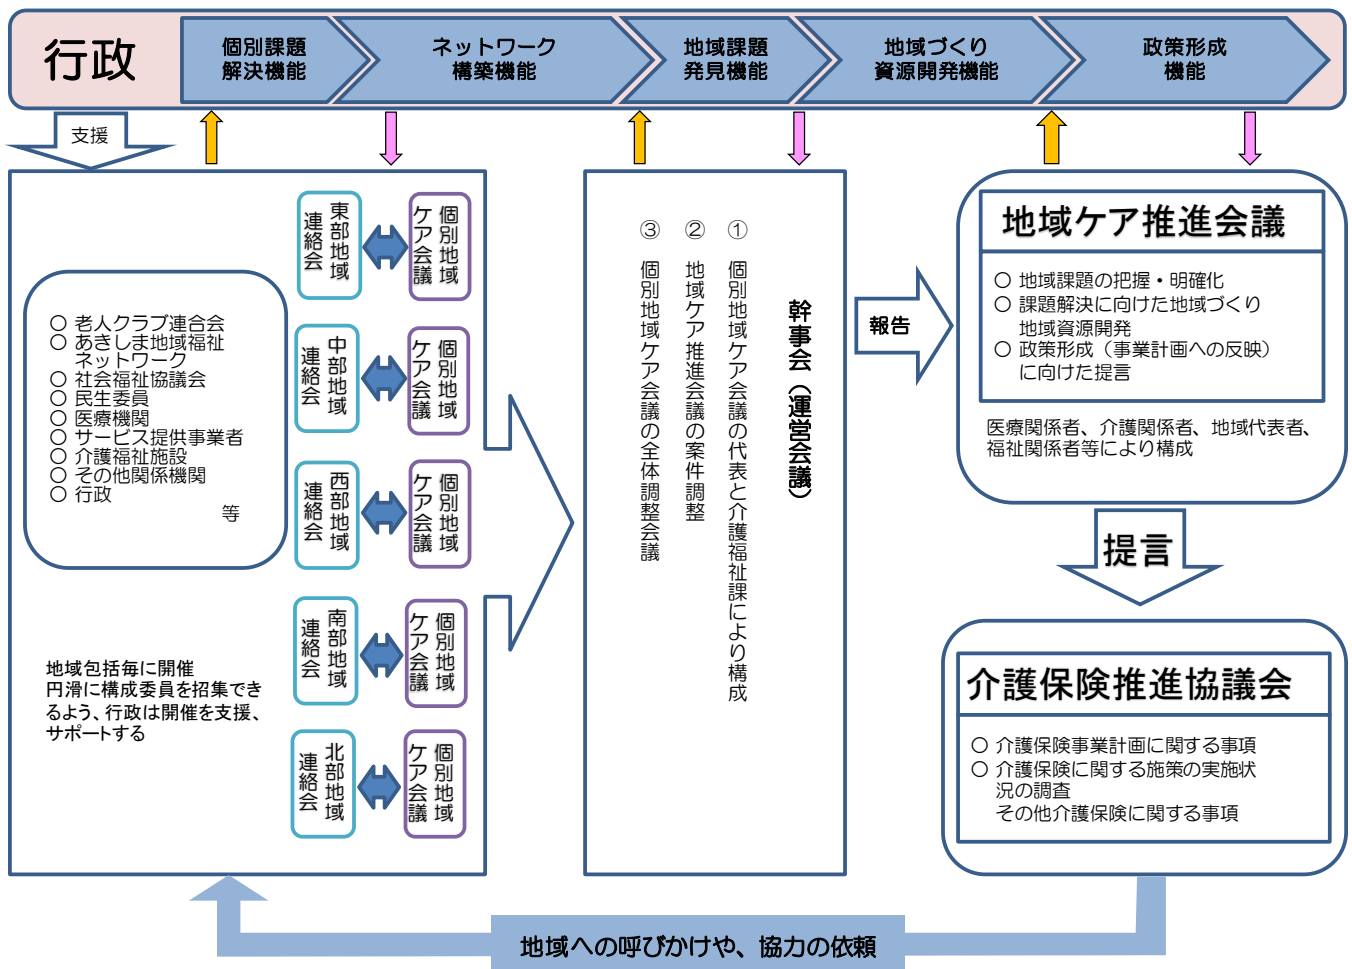 行政
個別課題
解決機能
ネットワーク
構築機能
地域課題
発見機能
地域づくり
資源開発機能
政策形成
機能
支援
○ 老人クラブ連合会
○ あきしま地域福祉
ネットワーク
○ 社会福祉協議会
○ 民生委員
○ 医療機関
○ サービス提供事業者
○ 介護福祉施設
○ その他関係機関
○ 行政
等
地域包括毎に開催
円滑に構成委員を招集でき
るよう、行政は開催を支援、
サポートする
東部地域
連絡会
個別地域
ケア会議
中部地域
連絡会
個別地域
ケア会議
西部地域
連絡会
個別地域
ケア会議
南部地域
連絡会
個別地域
ケア会議
北部地域
連絡会
個別地域
ケア会議
幹事会（運営会議）
① 個別地域ケア会議の代表と介護福祉課により構成
② 地域ケア推進会議の案件調整
③ 個別地域ケア会議の全体調整会議
報告
地域ケア推進会議
○ 地域課題の把握・明確化
○ 課題解決に向けた地域づくり
地域資源開発
○ 政策形成（事業計画への反映）
に向けた提言
医療関係者、介護関係者、地域代表者、
福祉関係者等により構成
提言
介護保険推進協議会
○ 介護保険事業計画に関する事項
○ 介護保険に関する施策の実施状
況の調査
その他介護保険に関する事項
地域への呼びかけや、協力の依頼